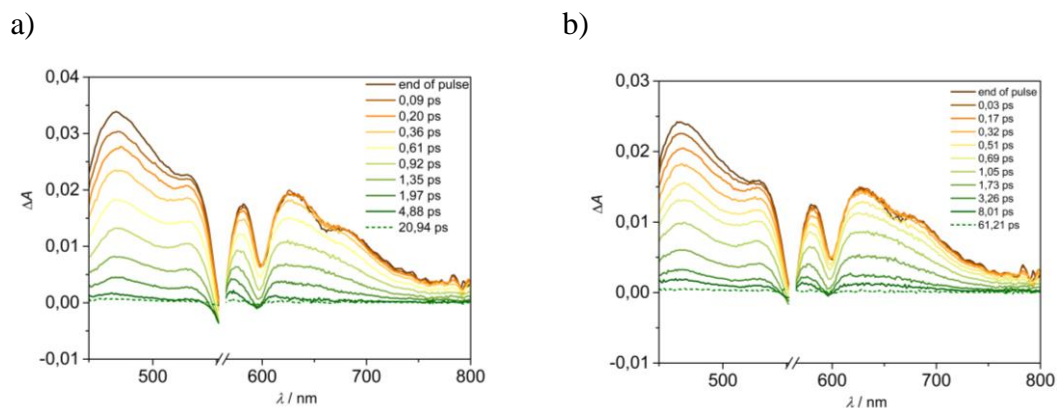 a)
0,04
0,03
0,02
0,01
0,00
-0,01
ΔA
end of pulse
0,09 ps
0,20 ps
0,36 ps
0,61 ps
0,92 ps
1,35 ps
1,97 ps
4,88 ps
20,94 ps
500
600
700
800
λ / nm
b)
0,03
0,02
0,01
0,00
-0,01
ΔA
end of pulse
0,03 ps
0,17 ps
0,32 ps
0,51 ps
0,69 ps
1,05 ps
1,73 ps
3,26 ps
8,01 ps
61,21 ps
500
600
700
800
λ / nm